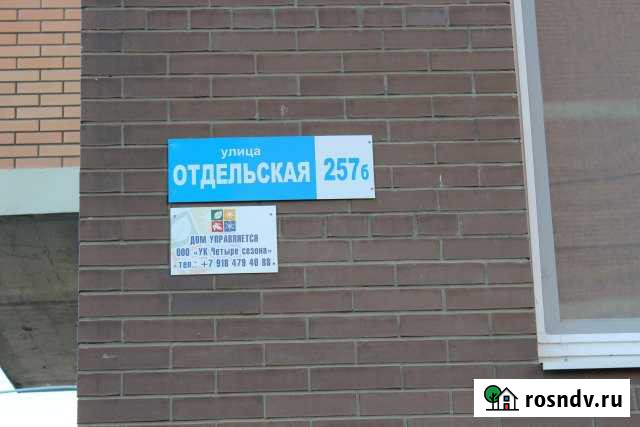 улица
ОТДЕЛЬСКАЯ 257б
ДОМ УПРАВЛЯЕТСЯ
ООО «УК Четыре сезона»
тел.: +7 918 479 40 88
rosndv.ru